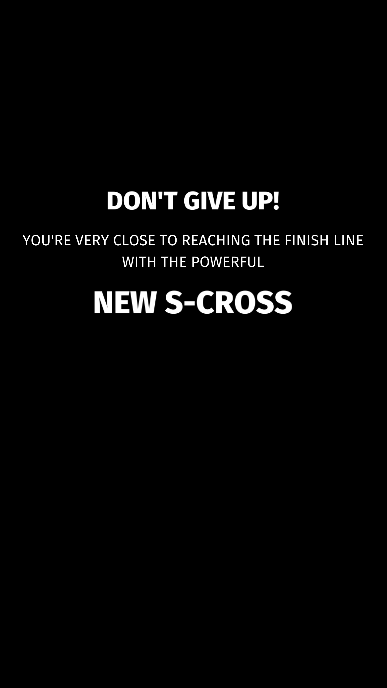 DON'T GIVE UP!
YOU'RE VERY CLOSE TO REACHING THE FINISH LINE
WITH THE POWERFUL
NEW S-CROSS